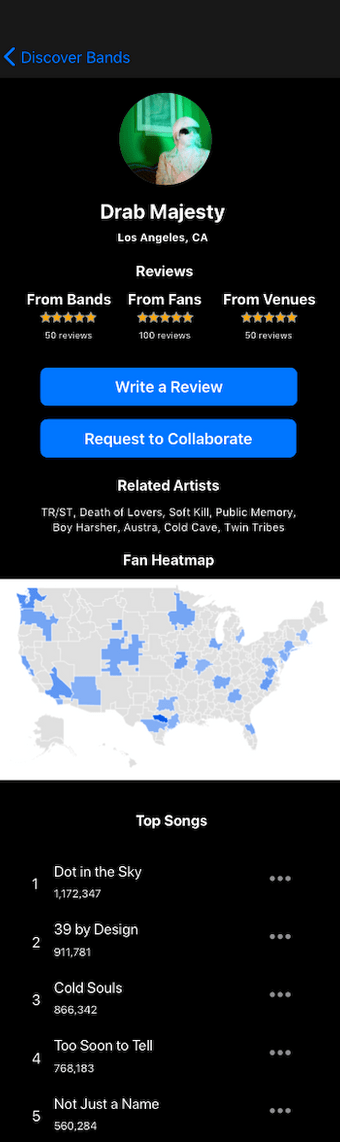 Discover Bands
Drab Majesty
Los Angeles, CA
Reviews
From Bands From Fans From Venues
50 reviews 100 reviews 50 reviews
Write a Review
Request to Collaborate
Related Artists
TR/ST, Death of Lovers, Soft Kill, Public Memory,
Boy Harsher, Austra, Cold Cave, Twin Tribes
Fan Heatmap
Top Songs
1 Dot in the Sky
1,172,347
2 39 by Design
911,781
3 Cold Souls
866,342
4 Too Soon to Tell
768,183
5 Not Just a Name
560,284